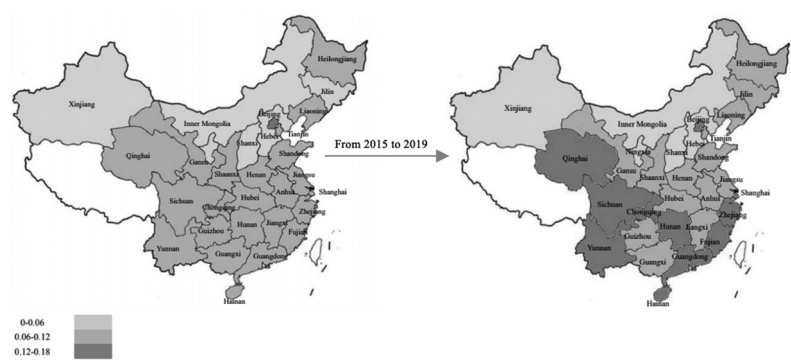 Heilongjiang
Jilin
Xinjiang
Liaoning
Inner Mongolia
Beijing
Tianjin
Hebei
Shanxi
Shandong
Qinghai
Gansu
Shaanxi
Henan
Jiangsu
Anhui
Shanghai
Sichuan
Hubei
Chongqing
Zhejiang
Hunan
Jiangxi
Guizhou
Fujian
Yunnan
Guangxi
Guangdong
Hainan
From 2015 to 2019
Heilongjiang
Jilin
Xinjiang
Liaoning
Inner Mongolia
Beijing
Tianjin
Hebei
Ningxia
Shanxi
Shandong
Qinghai
Gansu
Shaanxi
Henan
Jiangsu
Anhui
Shanghai
Sichuan
Hubei
Chongqing
Zhejiang
Hunan
Jiangxi
Guizhou
Fujian
Yunnan
Guangxi
Guangdong
Hainan
0-0.06
0.06-0.12
0.12-0.18